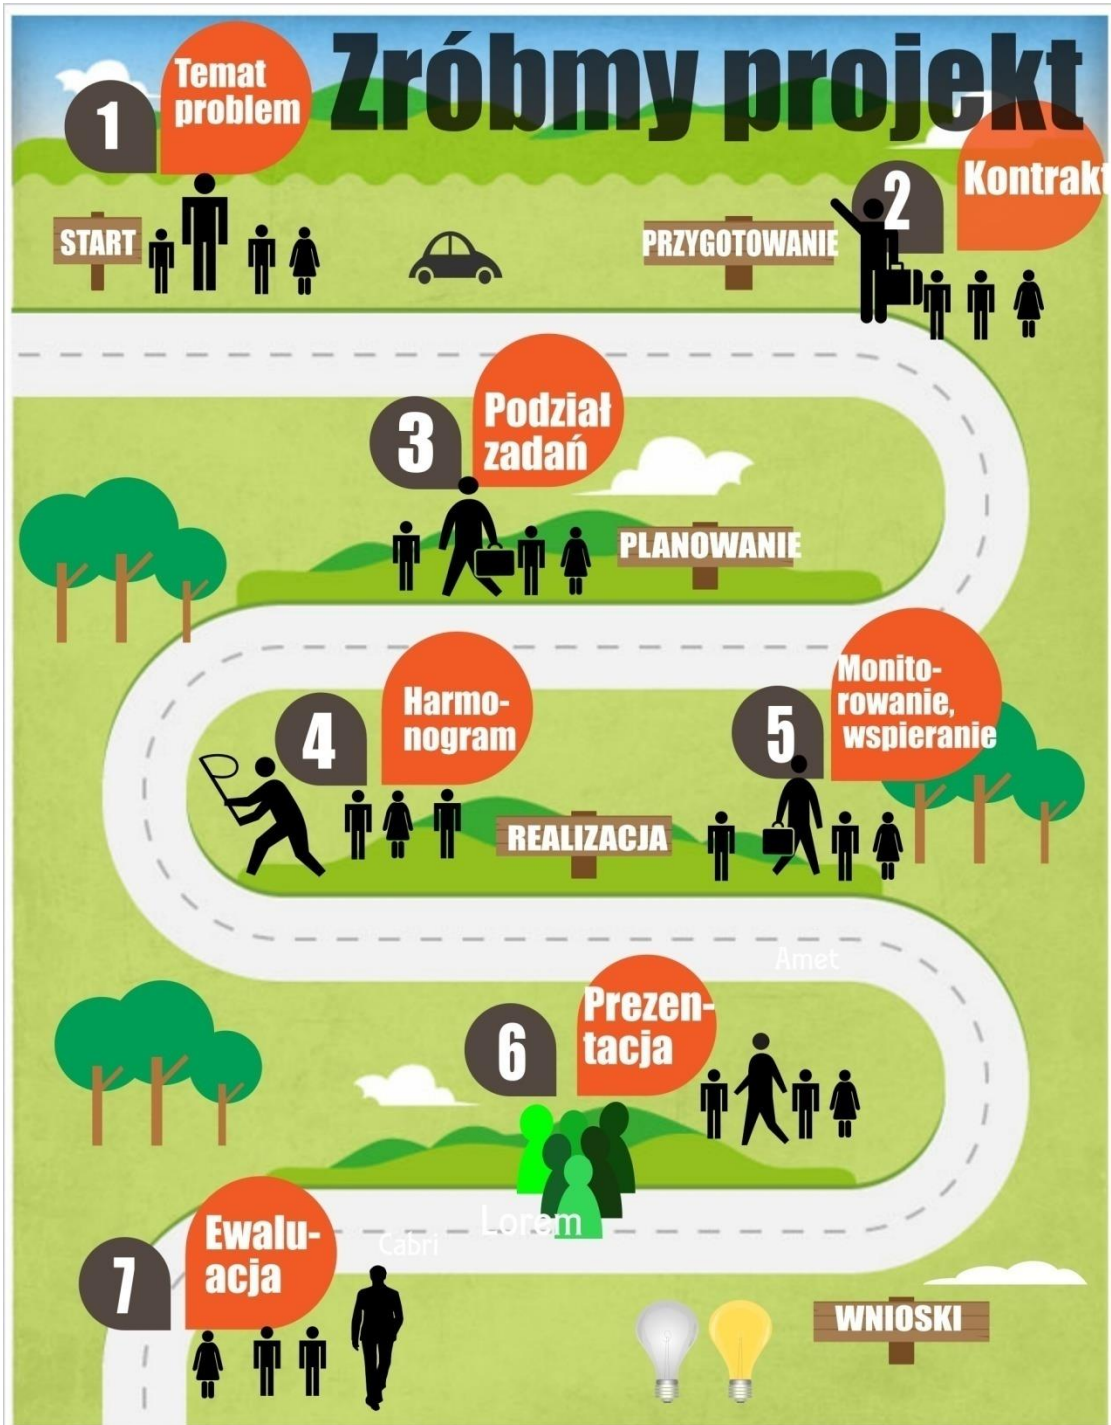 Zróbmy projekt
1
Temat
problem
2
Kontrakt
START
PRZYGOTOWANIE
3
Podział
zadań
PLANOWANIE
4
Harmo-
nogram
5
Monito-
rowanie,
wspieranie
REALIZACJA
Amet
6
Prezen-
tacja
Lorem
Cabri
7
Ewalu-
acja
WNIOSKI